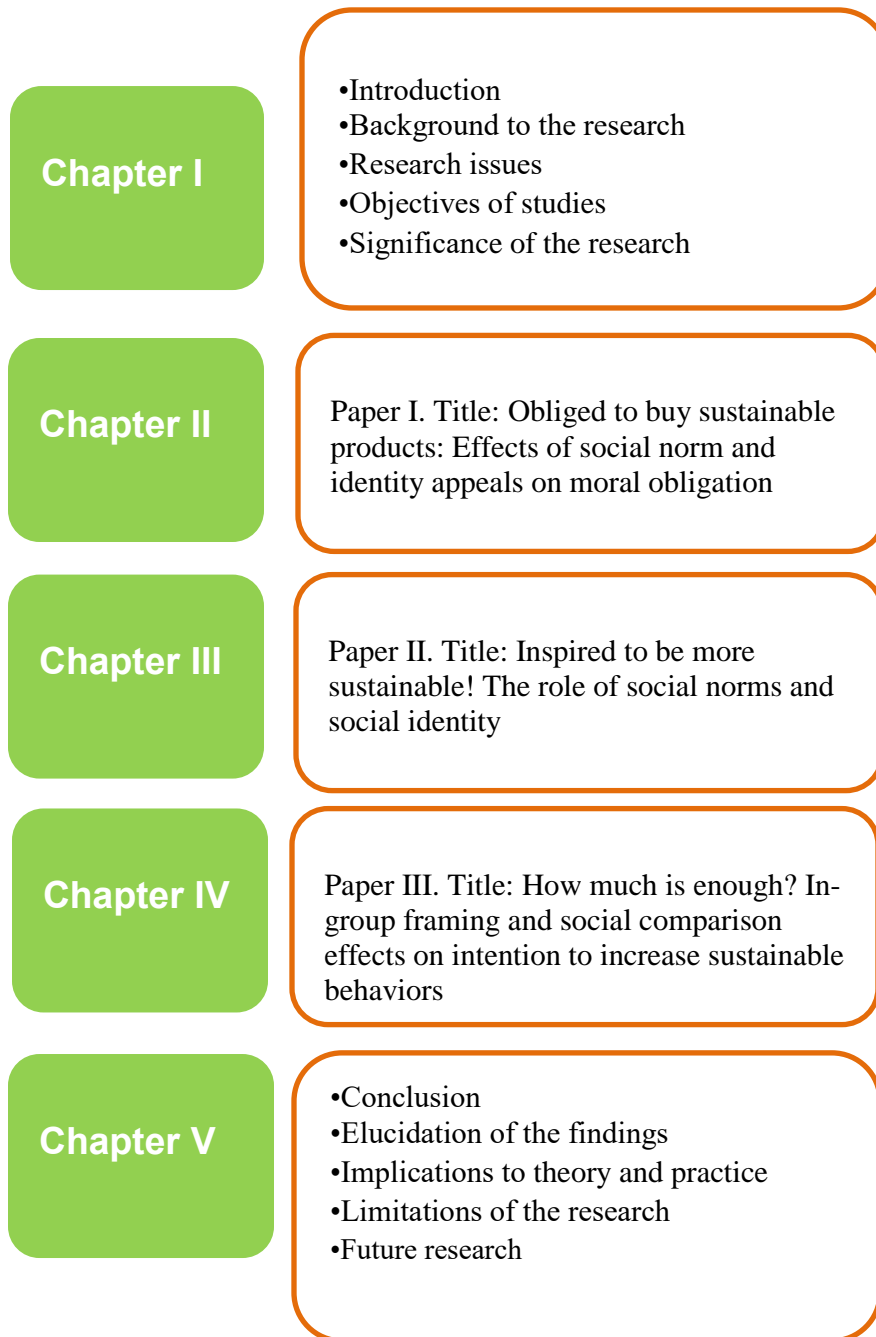 Chapter I
•Introduction
•Background to the research
•Research issues
•Objectives of studies
•Significance of the research
Chapter II
Paper I. Title: Obliged to buy sustainable
products: Effects of social norm and
identity appeals on moral obligation
Chapter III
Paper II. Title: Inspired to be more
sustainable! The role of social norms and
social identity
Chapter IV
Paper III. Title: How much is enough? In-
group framing and social comparison
effects on intention to increase sustainable
behaviors
Chapter V
•Conclusion
•Elucidation of the findings
•Implications to theory and practice
•Limitations of the research
•Future research